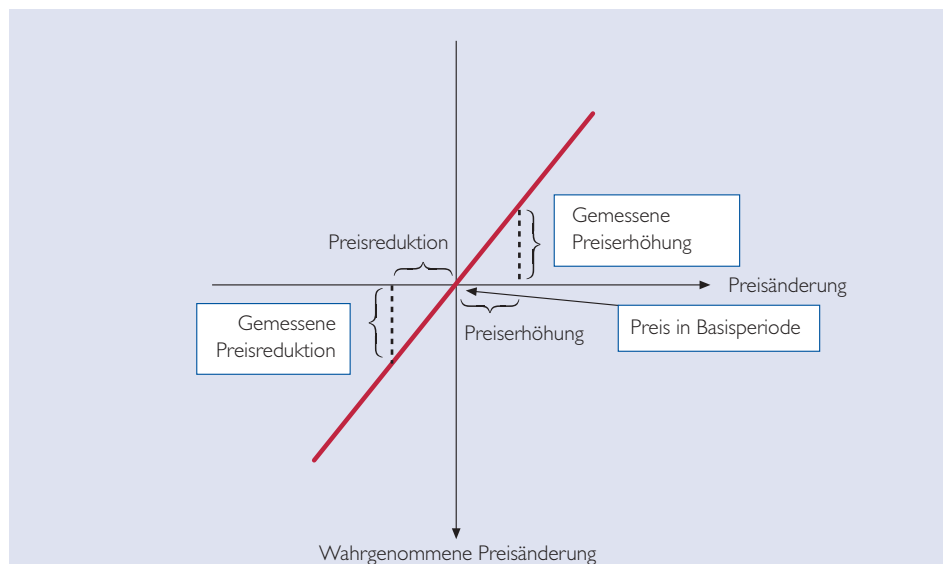 Gemessene
Preiserhöhung
Preisreduktion
Preisänderung
Gemessene
Preisreduktion
Preiserhöhung
Preis in Basisperiode
Wahrgenommene Preisänderung